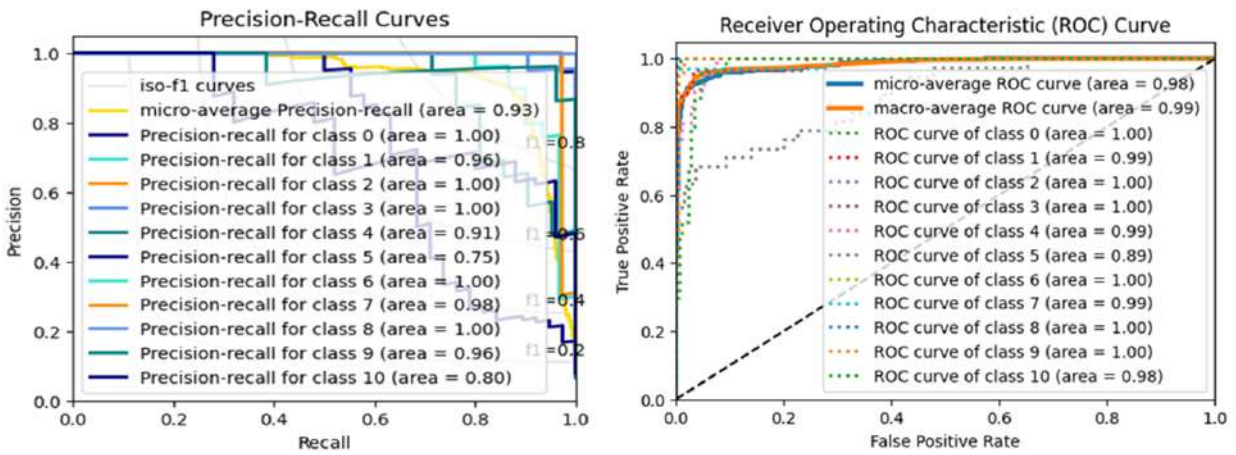 Precision-Recall Curves
Precision
1.0
0.8
0.6
0.4
0.2
0.0
iso-f1 curves
micro-average Precision-recall (area = 0.93)
Precision-recall for class 0 (area = 1.00)
Precision-recall for class 1 (area = 0.96)
Precision-recall for class 2 (area = 1.00)
Precision-recall for class 3 (area = 1.00)
Precision-recall for class 4 (area = 0.91)
Precision-recall for class 5 (area = 0.75)
Precision-recall for class 6 (area = 1.00)
Precision-recall for class 7 (area = 0.98)
Precision-recall for class 8 (area = 1.00)
Precision-recall for class 9 (area = 0.96)
Precision-recall for class 10 (area = 0.80)
f1=0.8
f1=0.6
f1=0.4
f1=0.2
0.0 0.2 0.4 0.6 0.8 1.0
Recall
Receiver Operating Characteristic (ROC) Curve
True Positive Rate
1.0
0.8
0.6
0.4
0.2
0.0
micro-average ROC curve (area = 0.98)
macro-average ROC curve (area = 0.99)
ROC curve of class 0 (area = 1.00)
ROC curve of class 1 (area = 0.99)
ROC curve of class 2 (area = 1.00)
ROC curve of class 3 (area = 1.00)
ROC curve of class 4 (area = 0.99)
ROC curve of class 5 (area = 0.89)
ROC curve of class 6 (area = 1.00)
ROC curve of class 7 (area = 0.99)
ROC curve of class 8 (area = 1.00)
ROC curve of class 9 (area = 1.00)
ROC curve of class 10 (area = 0.98)
0.0 0.2 0.4 0.6 0.8 1.0
False Positive Rate